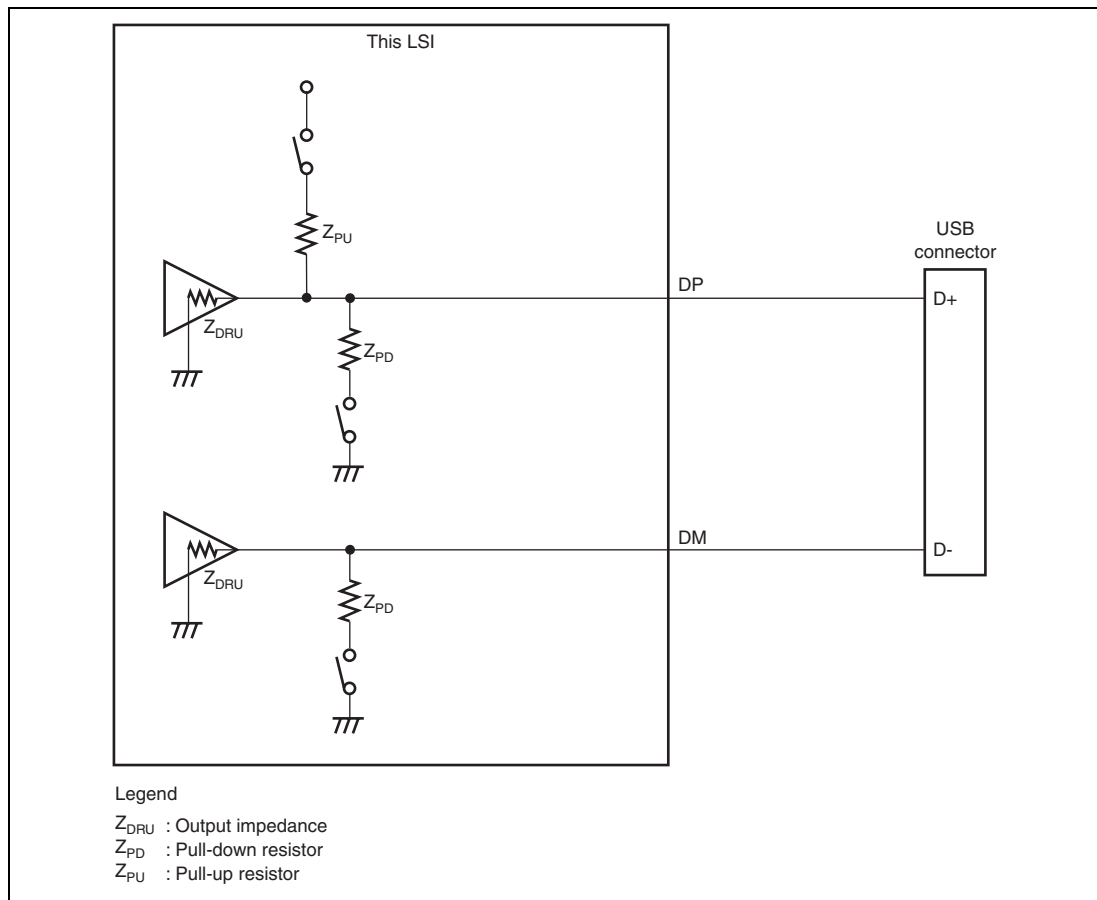 This LSI
Z_PU
USB
connector
DP
D+
Z_DRU
Z_PD
DM
D-
Z_DRU
Z_PD
Legend
Z_DRU : Output impedance
Z_PD : Pull-down resistor
Z_PU : Pull-up resistor